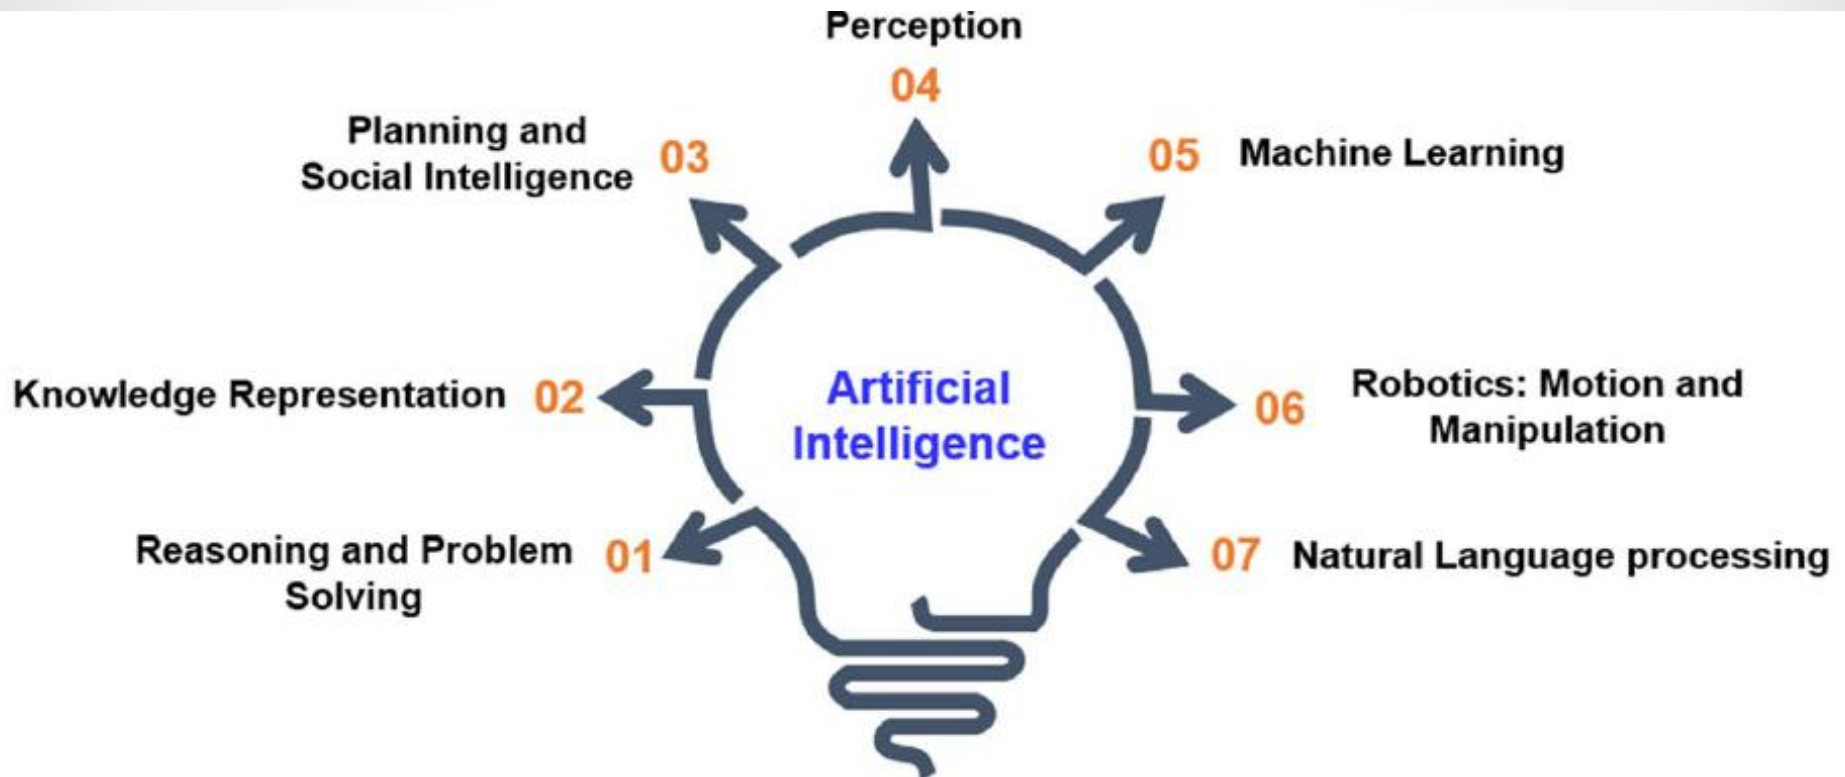 Perception
04
Planning and
Social Intelligence
03
05
Machine Learning
Knowledge Representation
02
Artificial
Intelligence
06
Robotics: Motion and
Manipulation
Reasoning and Problem
Solving
01
07
Natural Language processing